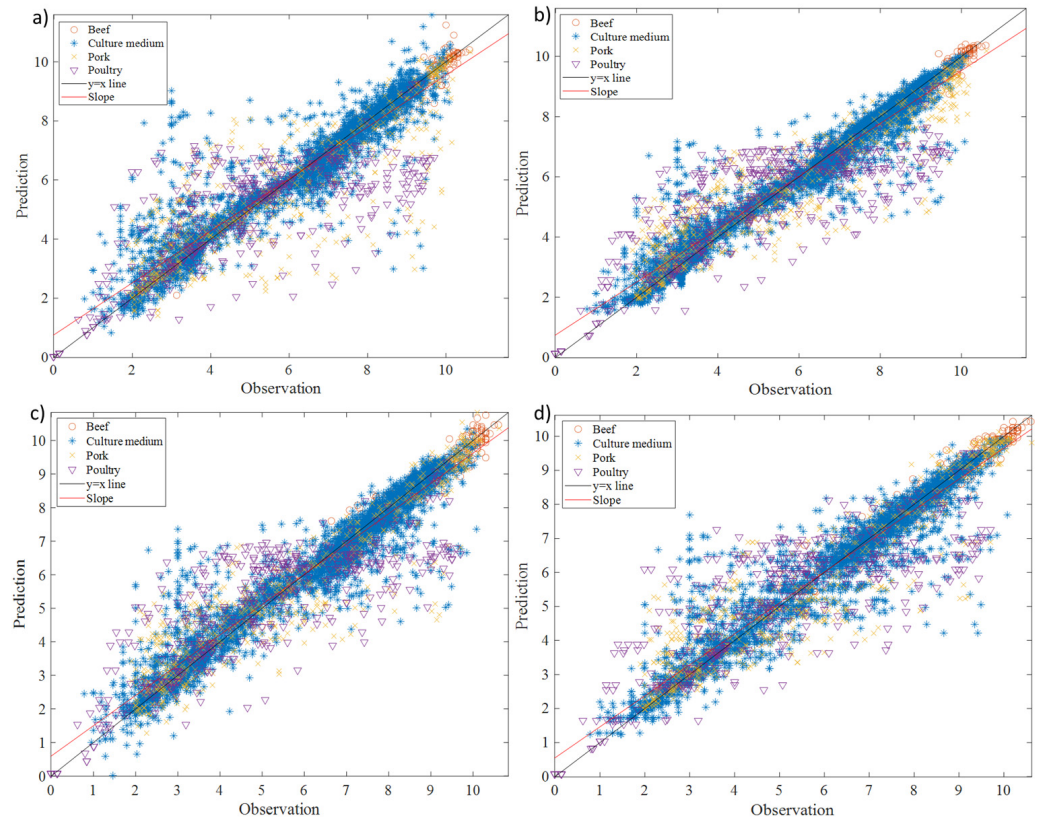 a)
Beef
Culture medium
Pork
Poultry
y=x line
Slope
10
8
6
4
2
0
Prediction
0 2 4 6 8 10
Observation
b)
Beef
Culture medium
Pork
Poultry
y=x line
Slope
10
8
6
4
2
0
Prediction
0 2 4 6 8 10
Observation
c)
Beef
Culture medium
Pork
Poultry
y=x line
Slope
10
9
8
7
6
5
4
3
2
1
0
Prediction
0 1 2 3 4 5 6 7 8 9 10
Observation
d)
Beef
Culture medium
Pork
Poultry
y=x line
Slope
10
9
8
7
6
5
4
3
2
1
0
Prediction
0 1 2 3 4 5 6 7 8 9 10
Observation